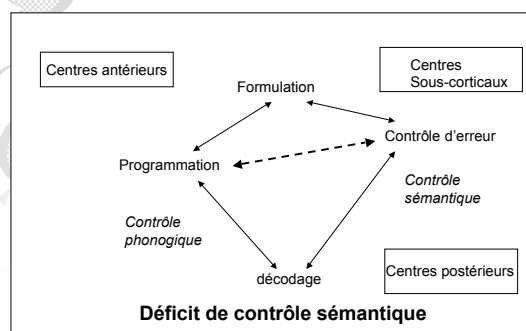 Centres antérieurs
Centres
Sous-corticaux
Formulation
Contrôle d'erreur
Programmation
Contrôle
sémantique
Contrôle
phonogique
décodage
Centres postérieurs
Déficit de contrôle sémantique